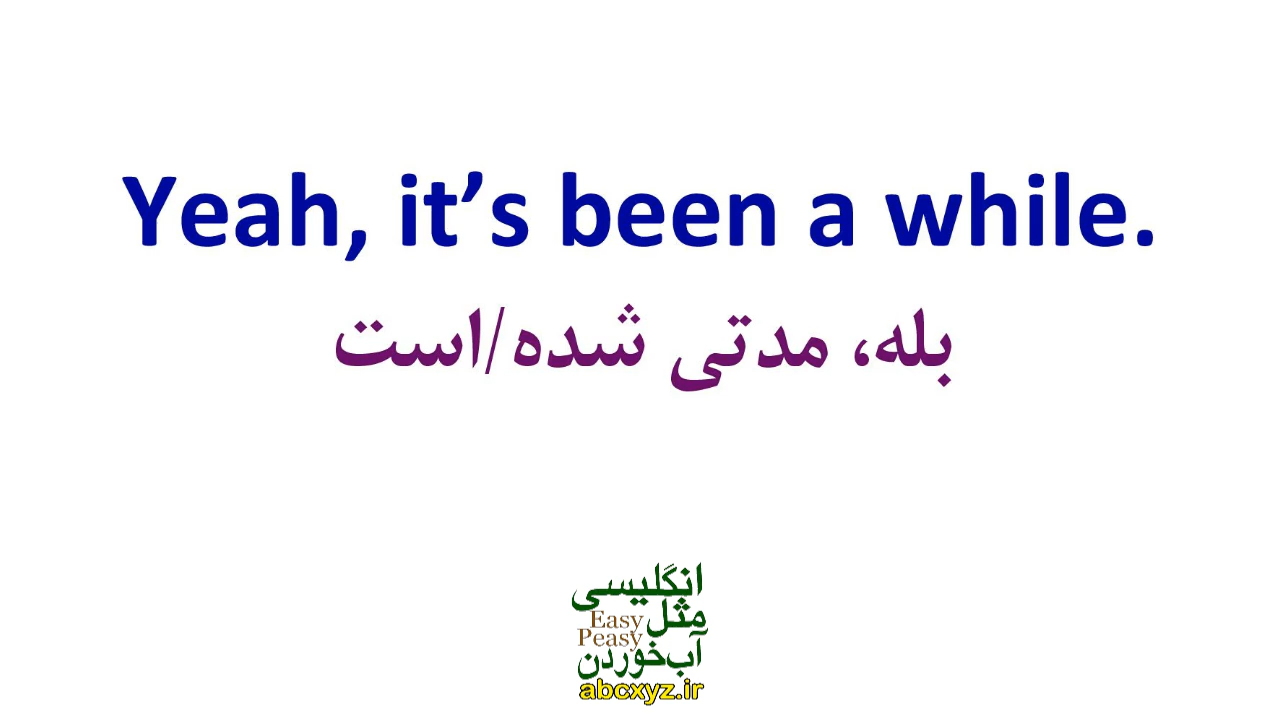 Yeah, it’s been a while.
بله، مدتی شده/است
انگلیسی
مثل
Easy
Peasy
آب‌خوردن
abcxyz.ir